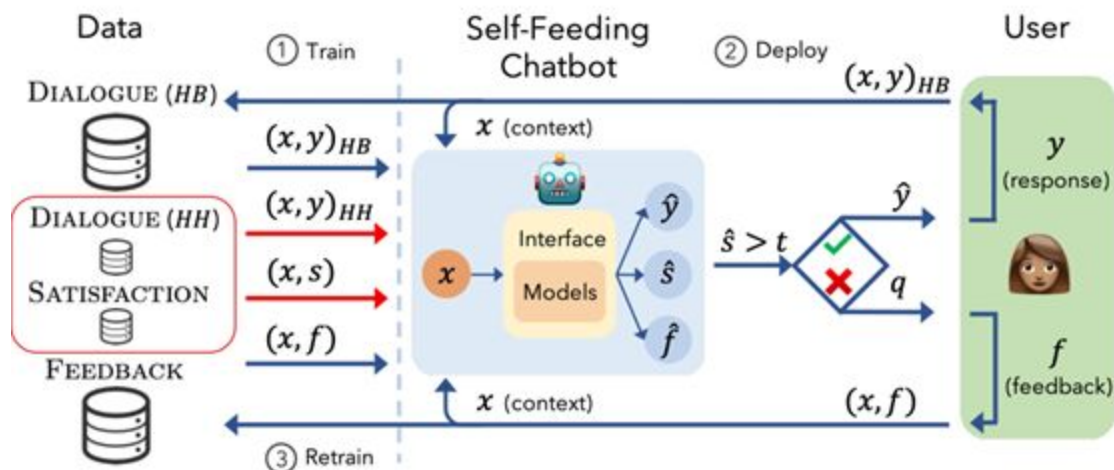 Data
① Train
Self-Feeding
Chatbot
② Deploy
User
DIALOGUE (HB)
(x, y)HB
x (context)
(x, y)HB
y
(response)
DIALOGUE (HH)
(x, y)HH
Interface
Models
x
ŷ
ŝ
f̂
ŝ > t
ŷ
q
(x, s)
SATISFACTION
(x, f)
FEEDBACK
f
(feedback)
x (context)
(x, f)
③ Retrain